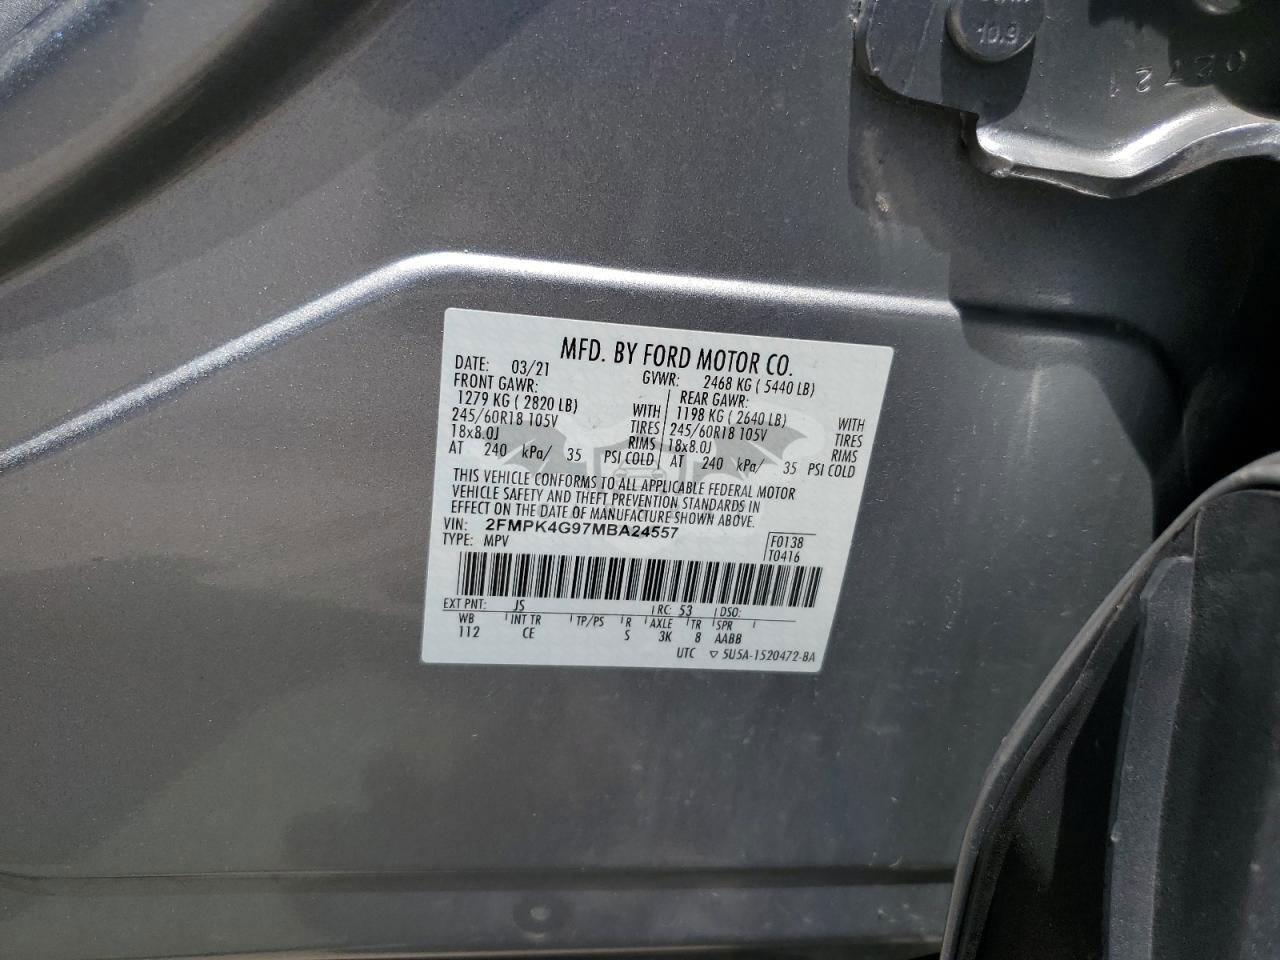 10.9
02721
MFD. BY FORD MOTOR CO.
DATE: 03/21 GVWR: 2468 KG ( 5440 LB)
FRONT GAWR: REAR GAWR:
1279 KG ( 2820 LB) WITH 1198 KG ( 2640 LB) WITH
245/60R18 105V TIRES 245/60R18 105V TIRES
18x8.0J RIMS 18x8.0J RIMS
AT 240 kPa/ 35 PSI COLD AT 240 kPa/ 35 PSI COLD
THIS VEHICLE CONFORMS TO ALL APPLICABLE FEDERAL MOTOR
VEHICLE SAFETY AND THEFT PREVENTION STANDARDS IN
EFFECT ON THE DATE OF MANUFACTURE SHOWN ABOVE.
VIN: 2FMPK4G97MBA24557
TYPE: MPV F0138
T0416
EXT PNT: JS RC: 53 DSO:
WB INT TR TP/PS R AXLE TR SPR
112 CE S 3K 8 AABB
UTC ▽ 5U5A-1520472-BA